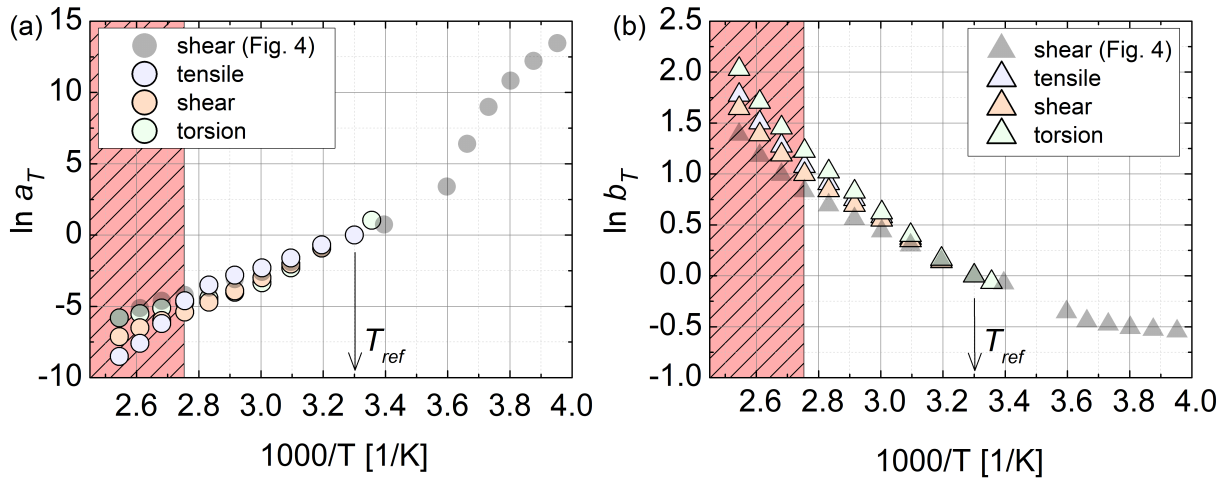 (a)
shear (Fig. 4)
tensile
shear
torsion
15
10
5
0
-5
-10
ln a_T
T_ref
2.6 2.8 3.0 3.2 3.4 3.6 3.8 4.0
1000/T [1/K]
(b)
shear (Fig. 4)
tensile
shear
torsion
2.0
1.5
1.0
0.5
0.0
-0.5
-1.0
ln b_T
T_ref
2.6 2.8 3.0 3.2 3.4 3.6 3.8 4.0
1000/T [1/K]